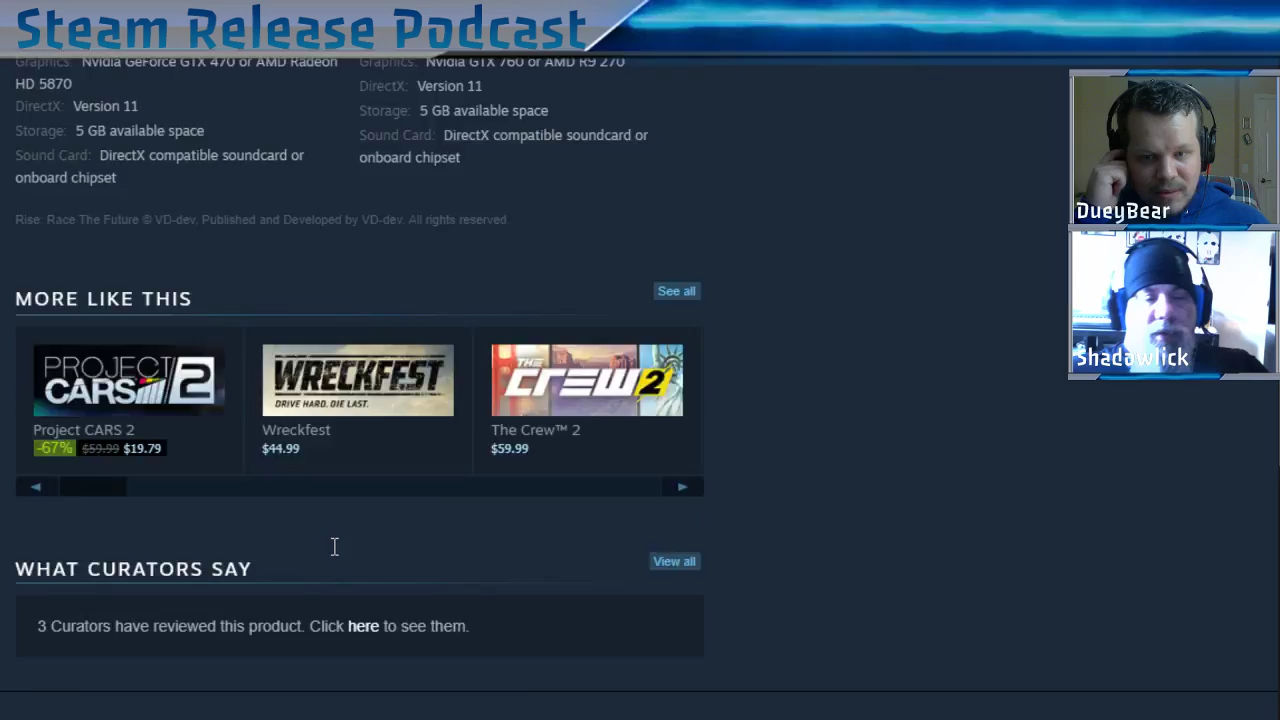 Steam Release Podcast
Graphics: Nvidia GeForce GTX 470 or AMD Radeon
HD 5870
DirectX: Version 11
Storage: 5 GB available space
Sound Card: DirectX compatible soundcard or
onboard chipset
Graphics: Nvidia GTX 760 or AMD R9 270
DirectX: Version 11
Storage: 5 GB available space
Sound Card: DirectX compatible soundcard or
onboard chipset
Rise: Race The Future © VD-dev, Published and Developed by VD-dev. All rights reserved.
MORE LIKE THIS
See all
PROJECT
CARS 2
Project CARS 2
-67% $59.99 $19.79
WRECKFEST
DRIVE HARD. DIE LAST.
Wreckfest
$44.99
THE
CREW 2
The Crew™ 2
$59.99
WHAT CURATORS SAY
View all
3 Curators have reviewed this product. Click here to see them.
DueyBear
Shadawlick